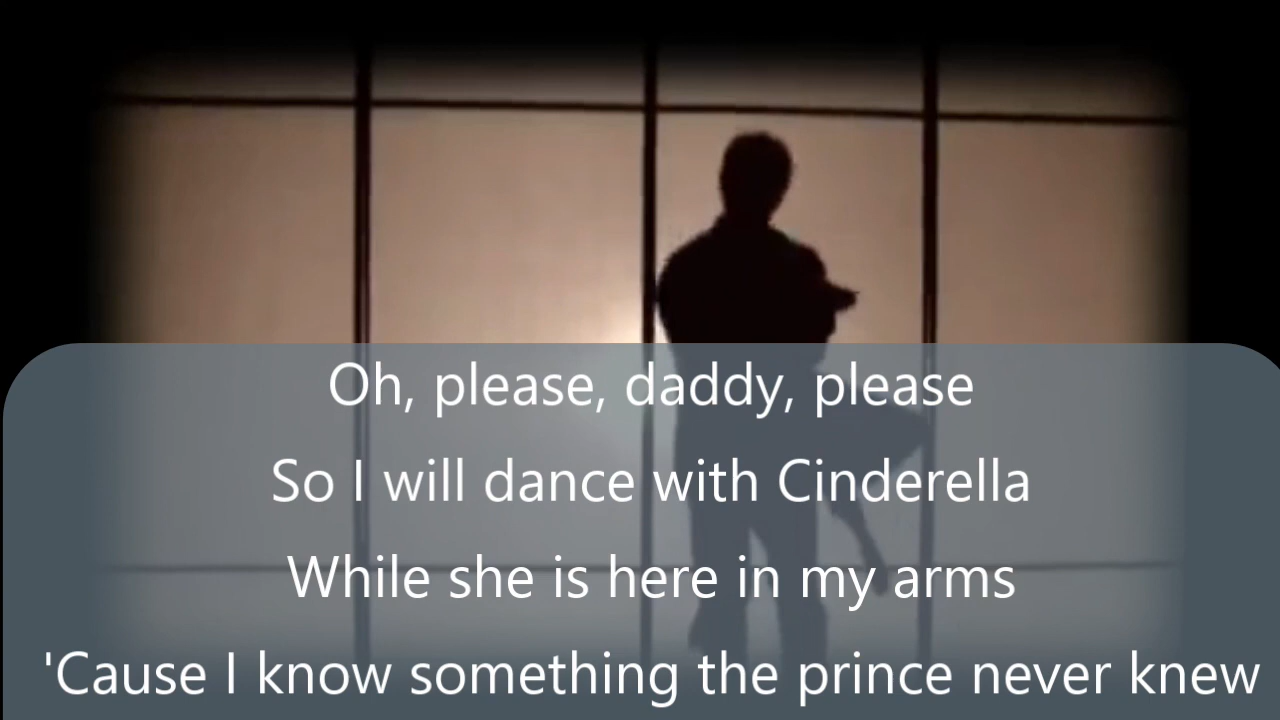 Oh, please, daddy, please
So I will dance with Cinderella
While she is here in my arms
'Cause I know something the prince never knew